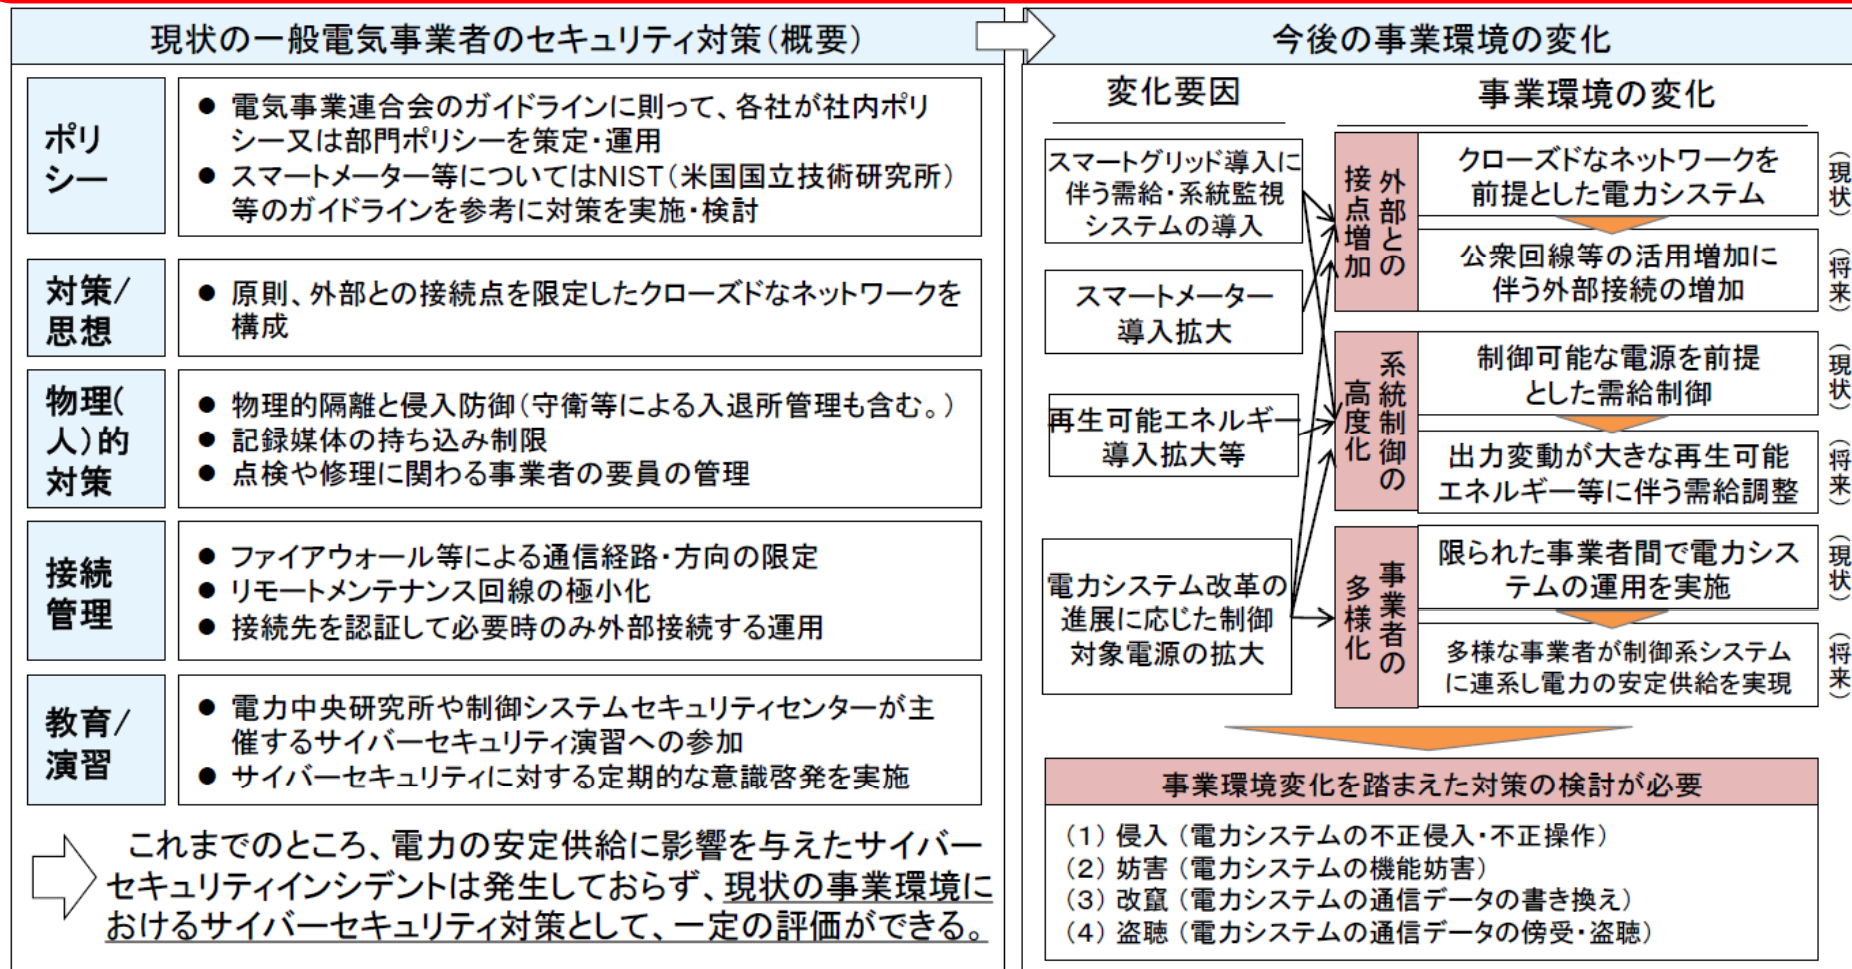 現状の一般電気事業者のセキュリティ対策（概要）
ポリ
シー
● 電気事業連合会のガイドラインに則って、各社が社内ポリ
シー又は部門ポリシーを策定・運用
● スマートメーター等についてはNIST（米国国立技術研究所）
等のガイドラインを参考に対策を実施・検討
対策/
思想
● 原則、外部との接続点を限定したクローズドなネットワークを
構成
物理(
人)的
対策
● 物理的隔離と侵入防御（守衛等による入退所管理も含む。）
● 記録媒体の持ち込み制限
● 点検や修理に関わる事業者の要員の管理
接続
管理
● ファイアウォール等による通信経路・方向の限定
● リモートメンテナンス回線の極小化
● 接続先を認証して必要時のみ外部接続する運用
教育/
演習
● 電力中央研究所や制御システムセキュリティセンターが主
催するサイバーセキュリティ演習への参加
● サイバーセキュリティに対する定期的な意識啓発を実施
これまでのところ、電力の安定供給に影響を与えたサイバー
セキュリティインシデントは発生しておらず、現状の事業環境に
おけるサイバーセキュリティ対策として、一定の評価ができる。
今後の事業環境の変化
変化要因
スマートグリッド導入に
伴う需給・系統監視
システムの導入
スマートメーター
導入拡大
再生可能エネルギー
導入拡大等
電力システム改革の
進展に応じた制御
対象電源の拡大
事業環境の変化
外部との
接点増加
クローズドなネットワークを
前提とした電力システム
（現状）
公衆回線等の活用増加に
伴う外部接続の増加
（将来）
系統制御の
高度化
制御可能な電源を前提
とした需給制御
（現状）
出力変動が大きな再生可能
エネルギー等に伴う需給調整
（将来）
事業者の
多様化
限られた事業者間で電力シス
テムの運用を実施
（現状）
多様な事業者が制御系システム
に連系し電力の安定供給を実現
（将来）
事業環境変化を踏まえた対策の検討が必要
（1）侵入（電力システムの不正侵入・不正操作）
（2）妨害（電力システムの機能妨害）
（3）改竄（電力システムの通信データの書き換え）
（4）盗聴（電力システムの通信データの傍受・盗聴）